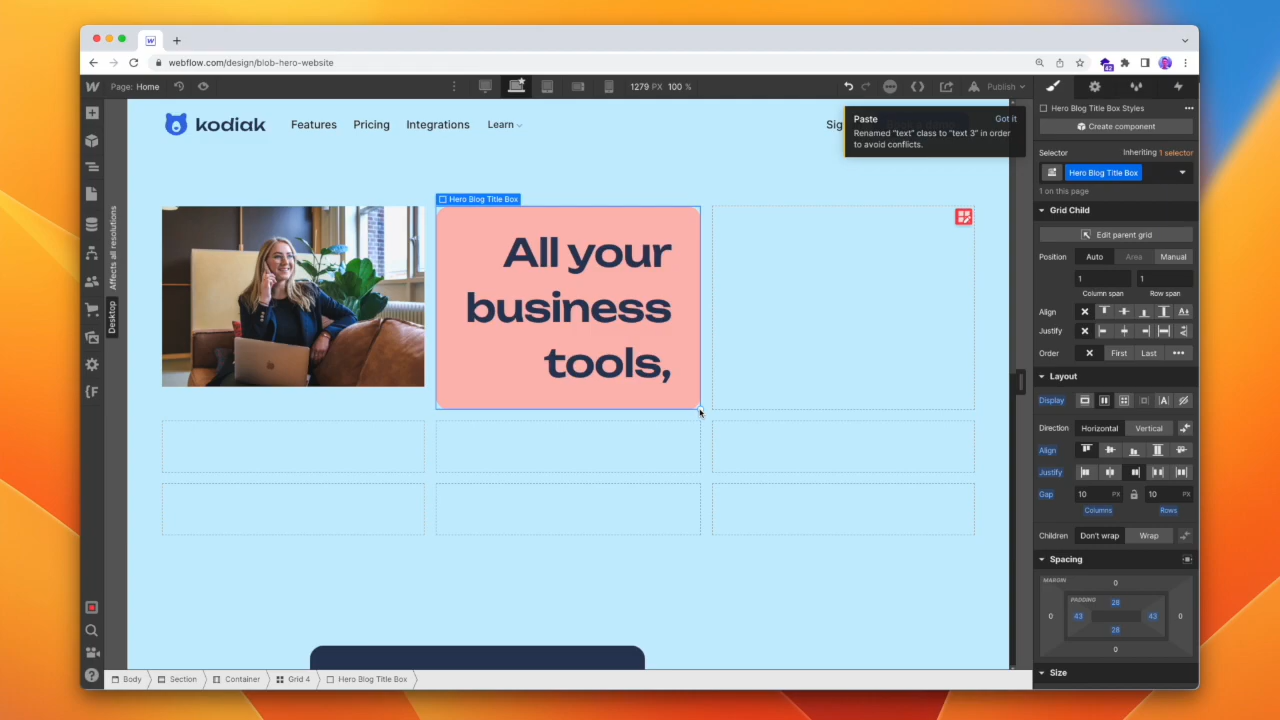 webflow.com/design/blob-hero-website
42
W Page: Home
1279 PX 100 %
Publish
Hero Blog Title Box Styles
Create component
kodiak
Features Pricing Integrations Learn
Sig
Paste Got it
Renamed "text" class to "text 3" in order
to avoid conflicts.
Selector Inheriting 1 selector
Hero Blog Title Box
1 on this page
Hero Blog Title Box
All your
business
tools,
Affects all resolutions
Desktop
Grid Child
Edit parent grid
Position Auto Area Manual
1 1
Column span Row span
Align
Justify
Order First Last
Layout
Display
Direction Horizontal Vertical
Align
Justify
Gap 10 PX 10 PX
Columns Rows
Children Don't wrap Wrap
Spacing
MARGIN 0
PADDING 28
0 43 43 0
28
0
Size
Body Section Container Grid 4 Hero Blog Title Box